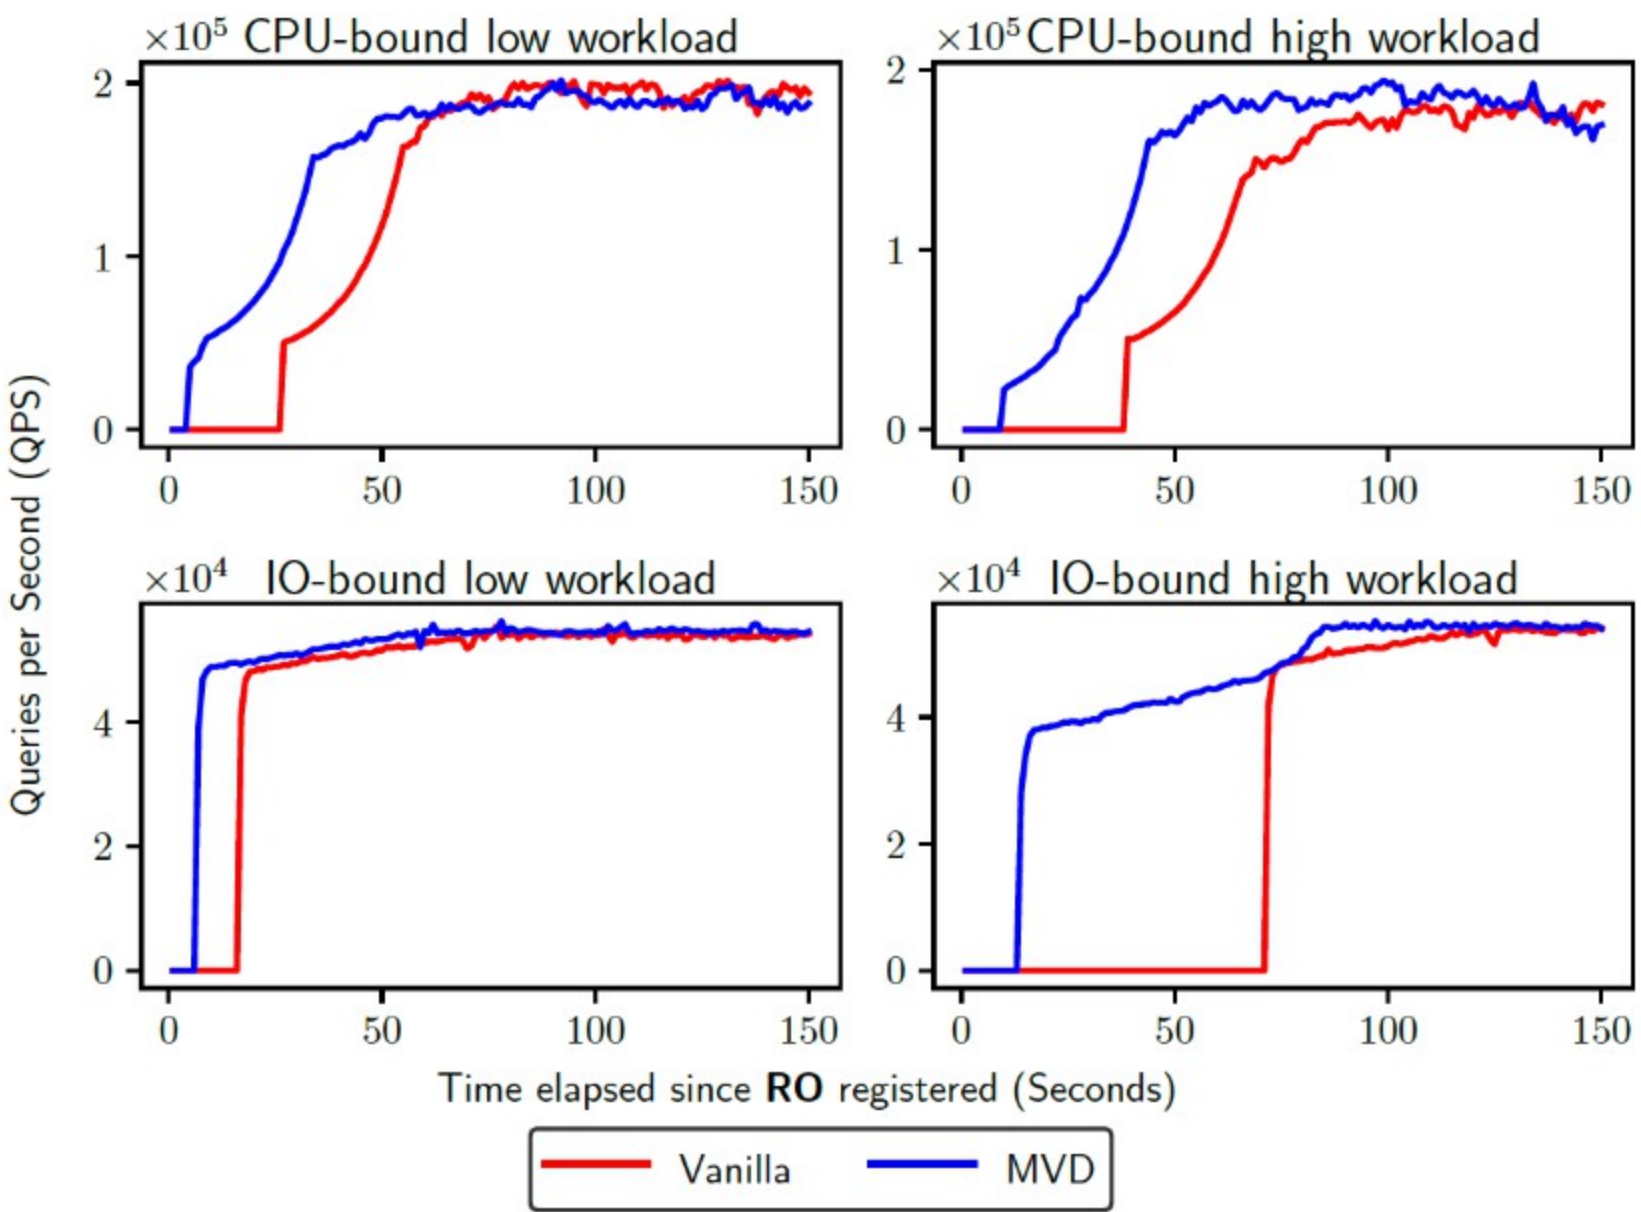 ×10⁵ CPU-bound low workload
×10⁵ CPU-bound high workload
2
1
0
0 50 100 150
2
1
0
0 50 100 150
×10⁴ IO-bound low workload
×10⁴ IO-bound high workload
4
2
0
0 50 100 150
4
2
0
0 50 100 150
Queries per Second (QPS)
Time elapsed since RO registered (Seconds)
Vanilla MVD